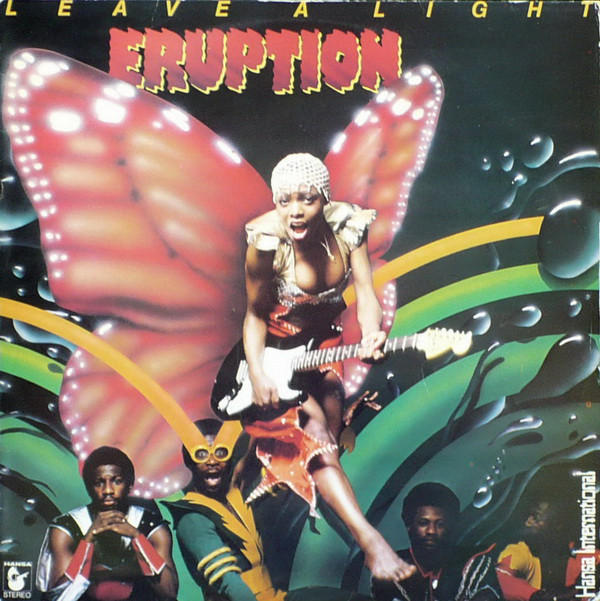 LEAVE A LIGHT
ERUPTION
Hansa International
HANSA
STEREO